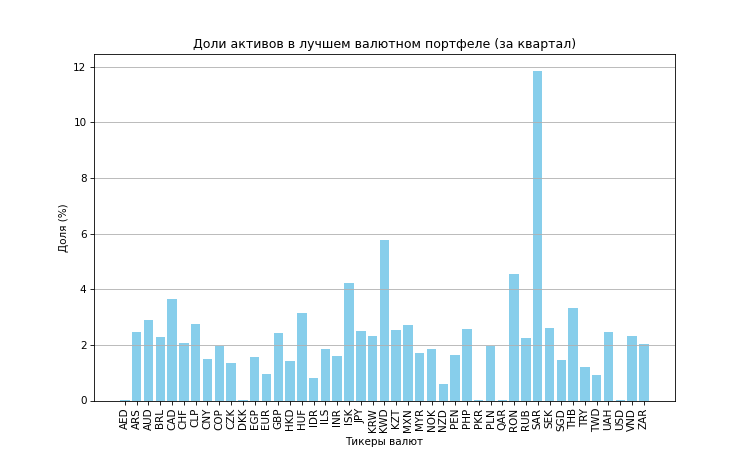 Доли активов в лучшем валютном портфеле (за квартал)
Доля (%)
12
10
8
6
4
2
0
AED ARS AUD BRL CAD CHF CLP CNY COP CZK DKK EGP EUR GBP HKD HUF IDR ILS INR ISK JPY KRW KWD KZT MXN MYR NOK NZD PEN PHP PKR PLN QAR RON RUB SAR SEK SGD THB TRY TWD UAH USD VND ZAR
Тикеры валют